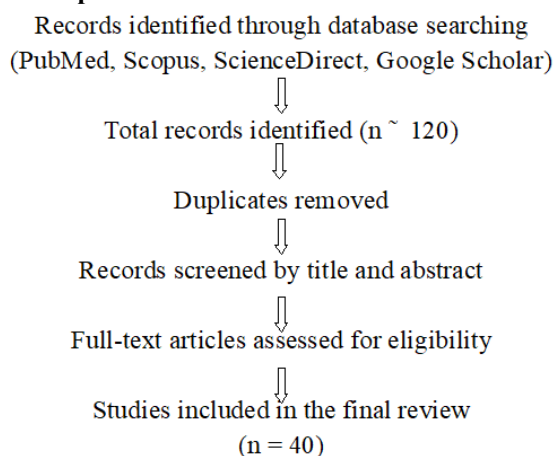 Records identified through database searching
(PubMed, Scopus, ScienceDirect, Google Scholar)
Total records identified (n ~ 120)
Duplicates removed
Records screened by title and abstract
Full-text articles assessed for eligibility
Studies included in the final review
(n = 40)